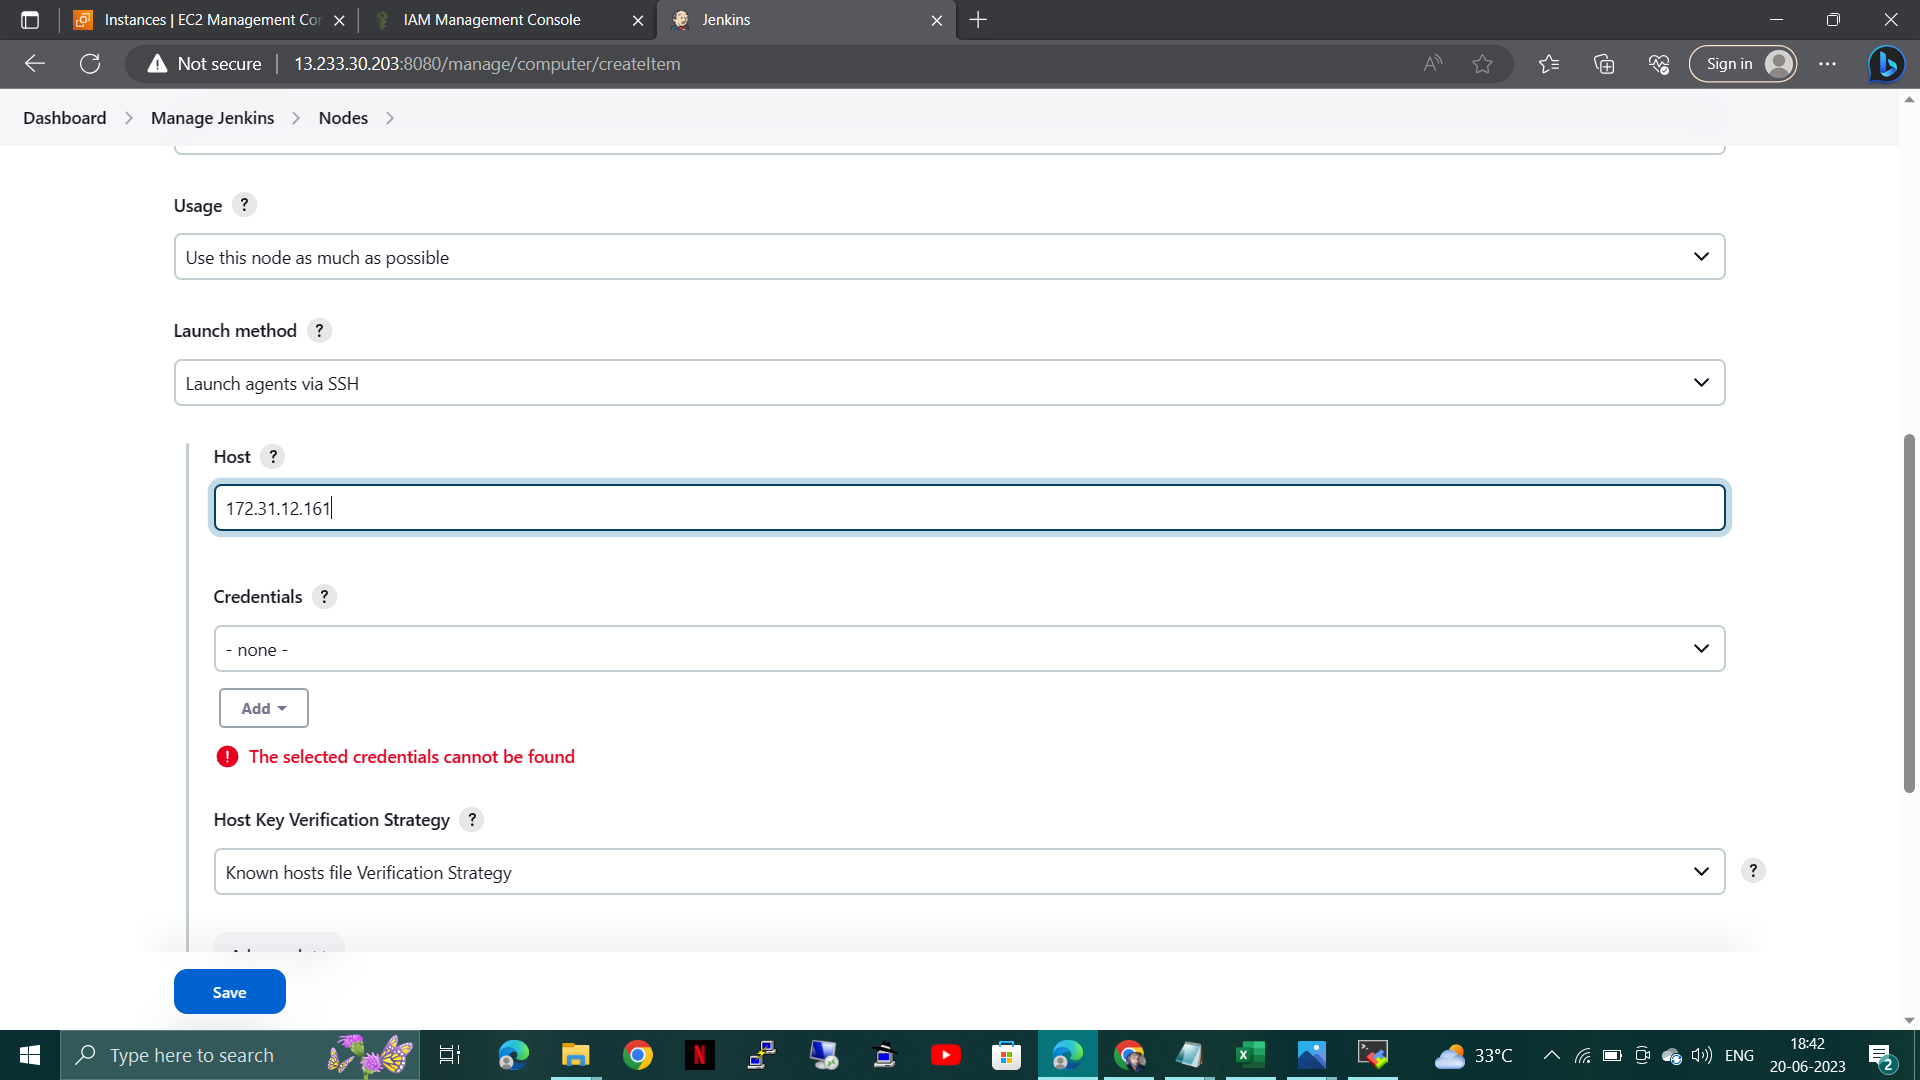 Instances | EC2 Management Co
IAM Management Console
Jenkins
Not secure
13.233.30.203:8080/manage/computer/createItem
Sign in
Dashboard
Manage Jenkins
Nodes
Usage ?
Use this node as much as possible
Launch method ?
Launch agents via SSH
Host ?
172.31.12.161
Credentials ?
- none -
Add
The selected credentials cannot be found
Host Key Verification Strategy ?
Known hosts file Verification Strategy
?
Save
Type here to search
33°C
ENG
18:42
20-06-2023
2